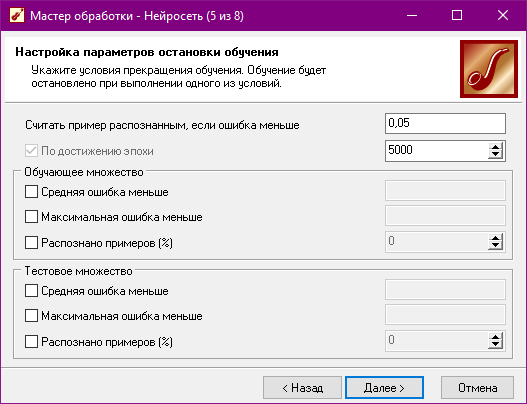 Мастер обработки - Нейросеть (5 из 8)
Настройка параметров остановки обучения
Укажите условия прекращения обучения. Обучение будет
остановлено при выполнении одного из условий.
Считать пример распознанным, если ошибка меньше 0,05
По достижению эпохи 5000
Обучающее множество
Средняя ошибка меньше
Максимальная ошибка меньше
Распознано примеров (%) 0
Тестовое множество
Средняя ошибка меньше
Максимальная ошибка меньше
Распознано примеров (%) 0
< Назад Далее > Отмена